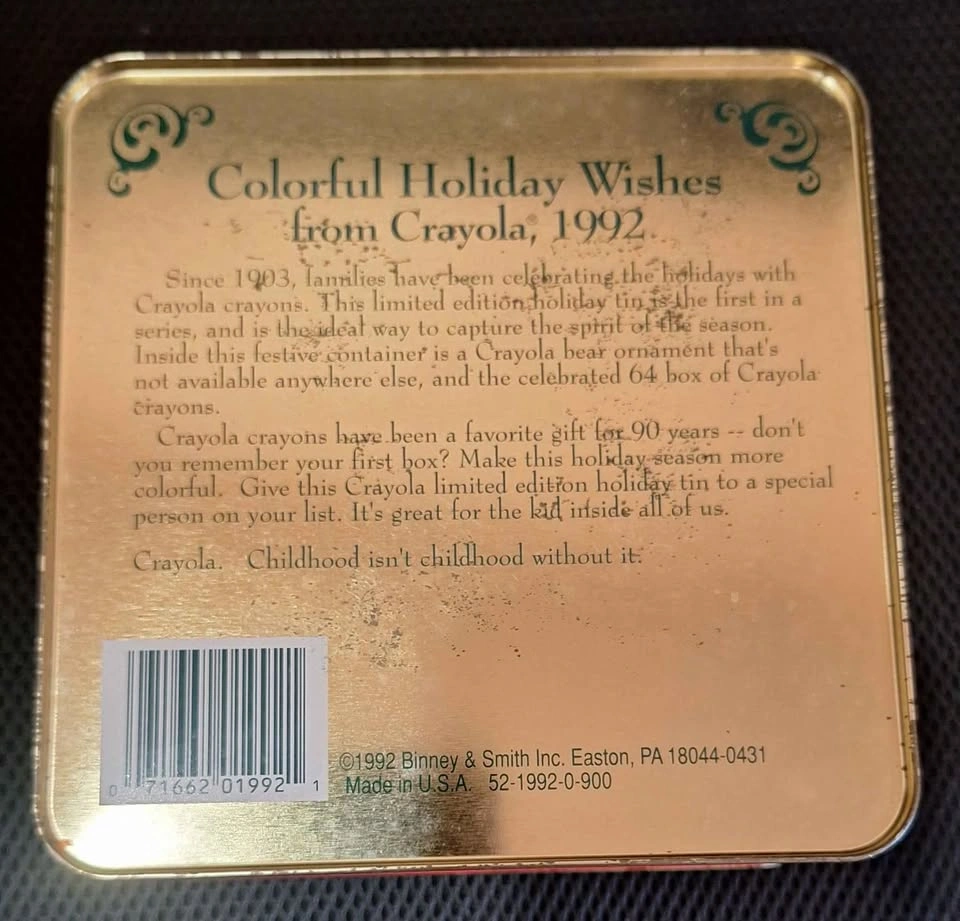 Colorful Holiday Wishes
from Crayola®, 1992
Since 1903, families have been celebrating the holidays with
Crayola crayons. This limited edition holiday tin is the first in a
series, and is the ideal way to capture the spirit of the season.
Inside this festive container is a Crayola bear ornament that's
not available anywhere else, and the celebrated 64 box of Crayola
crayons.
Crayola crayons have been a favorite gift for 90 years -- don't
you remember your first box? Make this holiday season more
colorful. Give this Crayola limited edition holiday tin to a special
person on your list. It's great for the kid inside all of us.
Crayola. Childhood isn't childhood without it.
0 71662 01992 1
©1992 Binney & Smith Inc. Easton, PA 18044-0431
Made in U.S.A. 52-1992-0-900